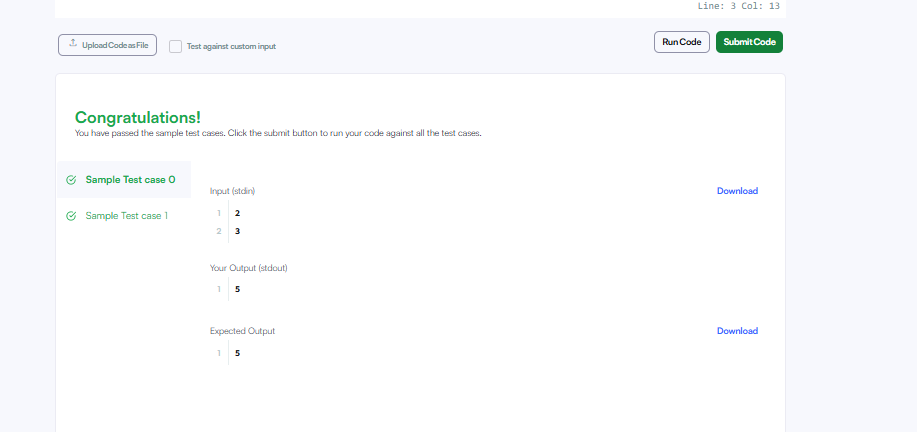 Line: 3 Col: 13
Upload Code as File
Test against custom input
Run Code
Submit Code
Congratulations!
You have passed the sample test cases. Click the submit button to run your code against all the test cases.
Sample Test case 0
Sample Test case 1
Input (stdin)
Download
1 2
2 3
Your Output (stdout)
1 5
Expected Output
Download
1 5